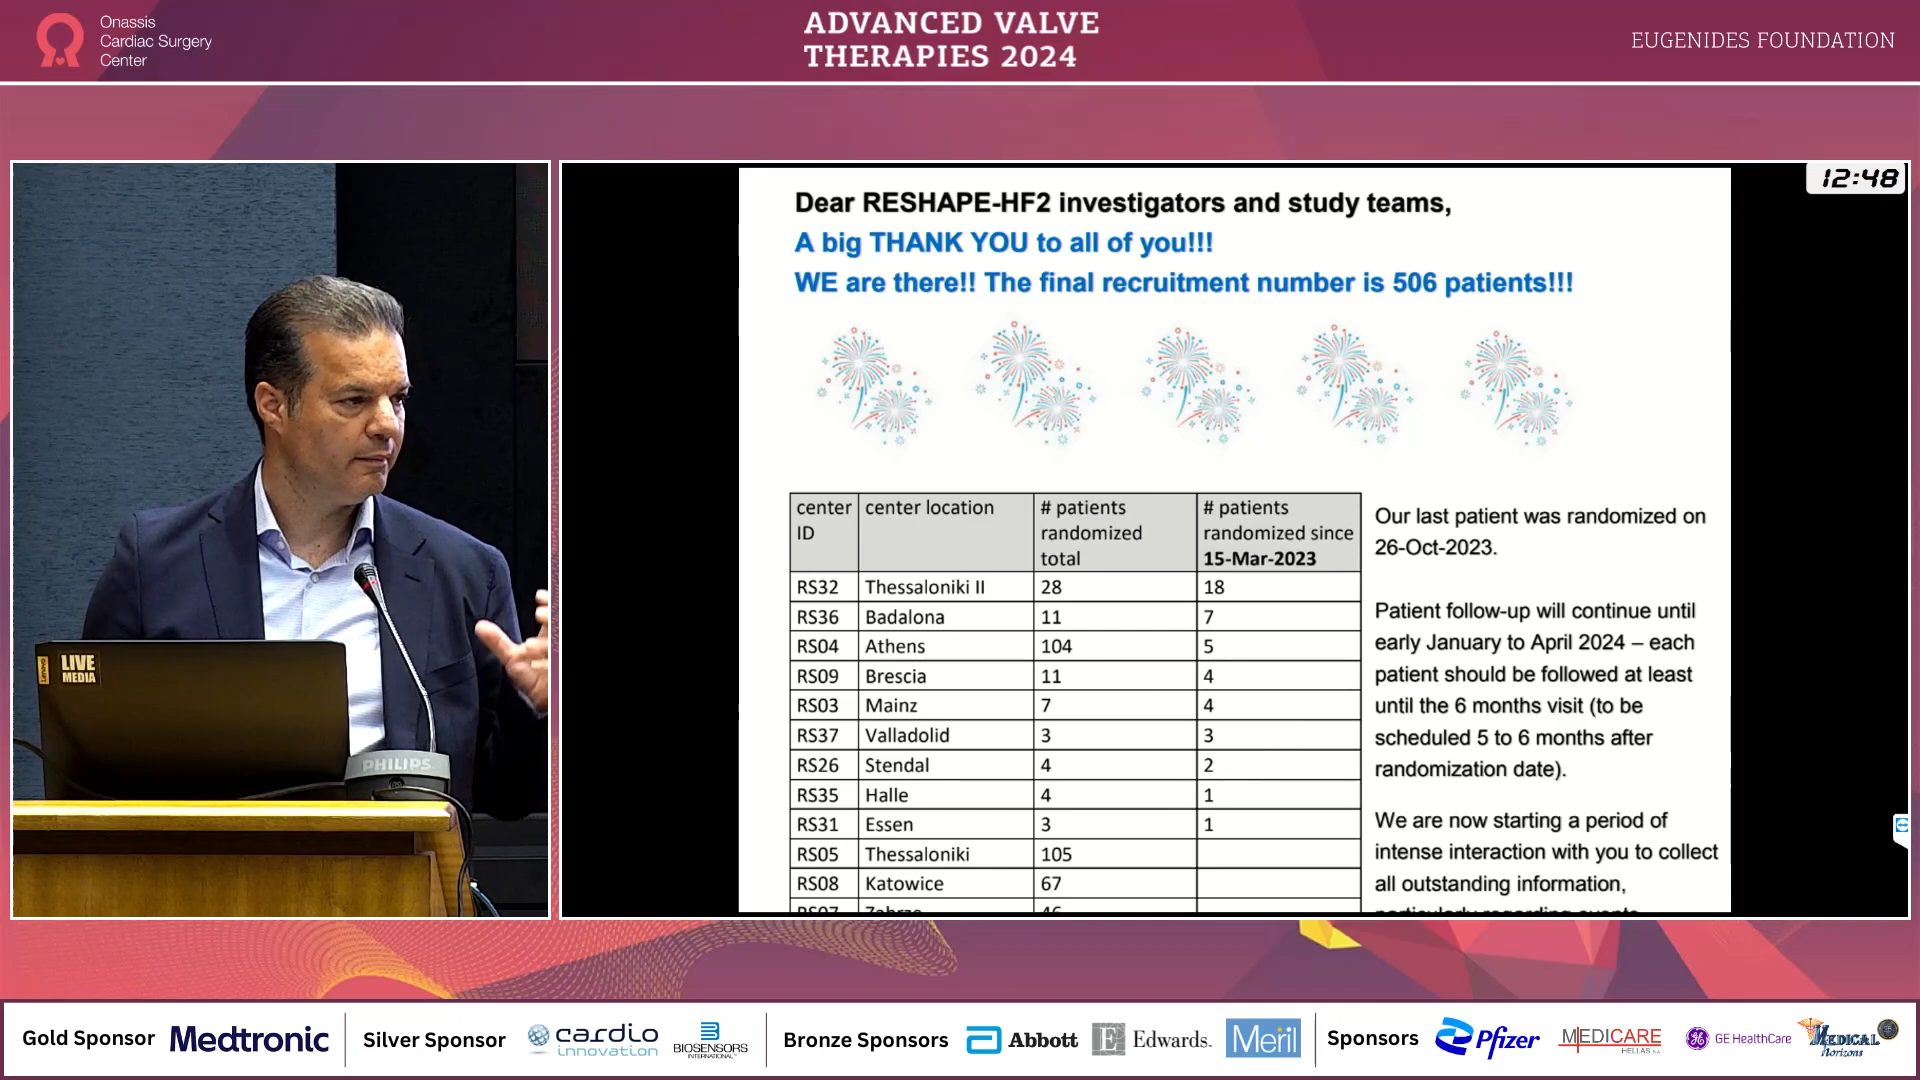 Onassis
Cardiac Surgery
Center
ADVANCED VALVE
THERAPIES 2024
EUGENIDES FOUNDATION
12:48
Dear RESHAPE-HF2 investigators and study teams,
A big THANK YOU to all of you!!!
WE are there!! The final recruitment number is 506 patients!!!
center ID center location # patients randomized total # patients randomized since 15-Mar-2023
RS32 Thessaloniki II 28 18
RS36 Badalona 11 7
RS04 Athens 104 5
RS09 Brescia 11 4
RS03 Mainz 7 4
RS37 Valladolid 3 3
RS26 Stendal 4 2
RS35 Halle 4 1
RS31 Essen 3 1
RS05 Thessaloniki 105
RS08 Katowice 67
Our last patient was randomized on
26-Oct-2023.
Patient follow-up will continue until
early January to April 2024 – each
patient should be followed at least
until the 6 months visit (to be
scheduled 5 to 6 months after
randomization date).
We are now starting a period of
intense interaction with you to collect
all outstanding information,
Lenovo
LIVE
MEDIA
PHILIPS
Gold Sponsor Medtronic
Silver Sponsor cardio innovation BIOSENSORS INTERNATIONAL
Bronze Sponsors Abbott E Edwards. Meril
Sponsors Pfizer MEDICARE HELLAS S.A. GE HealthCare MEDICAL Horizons